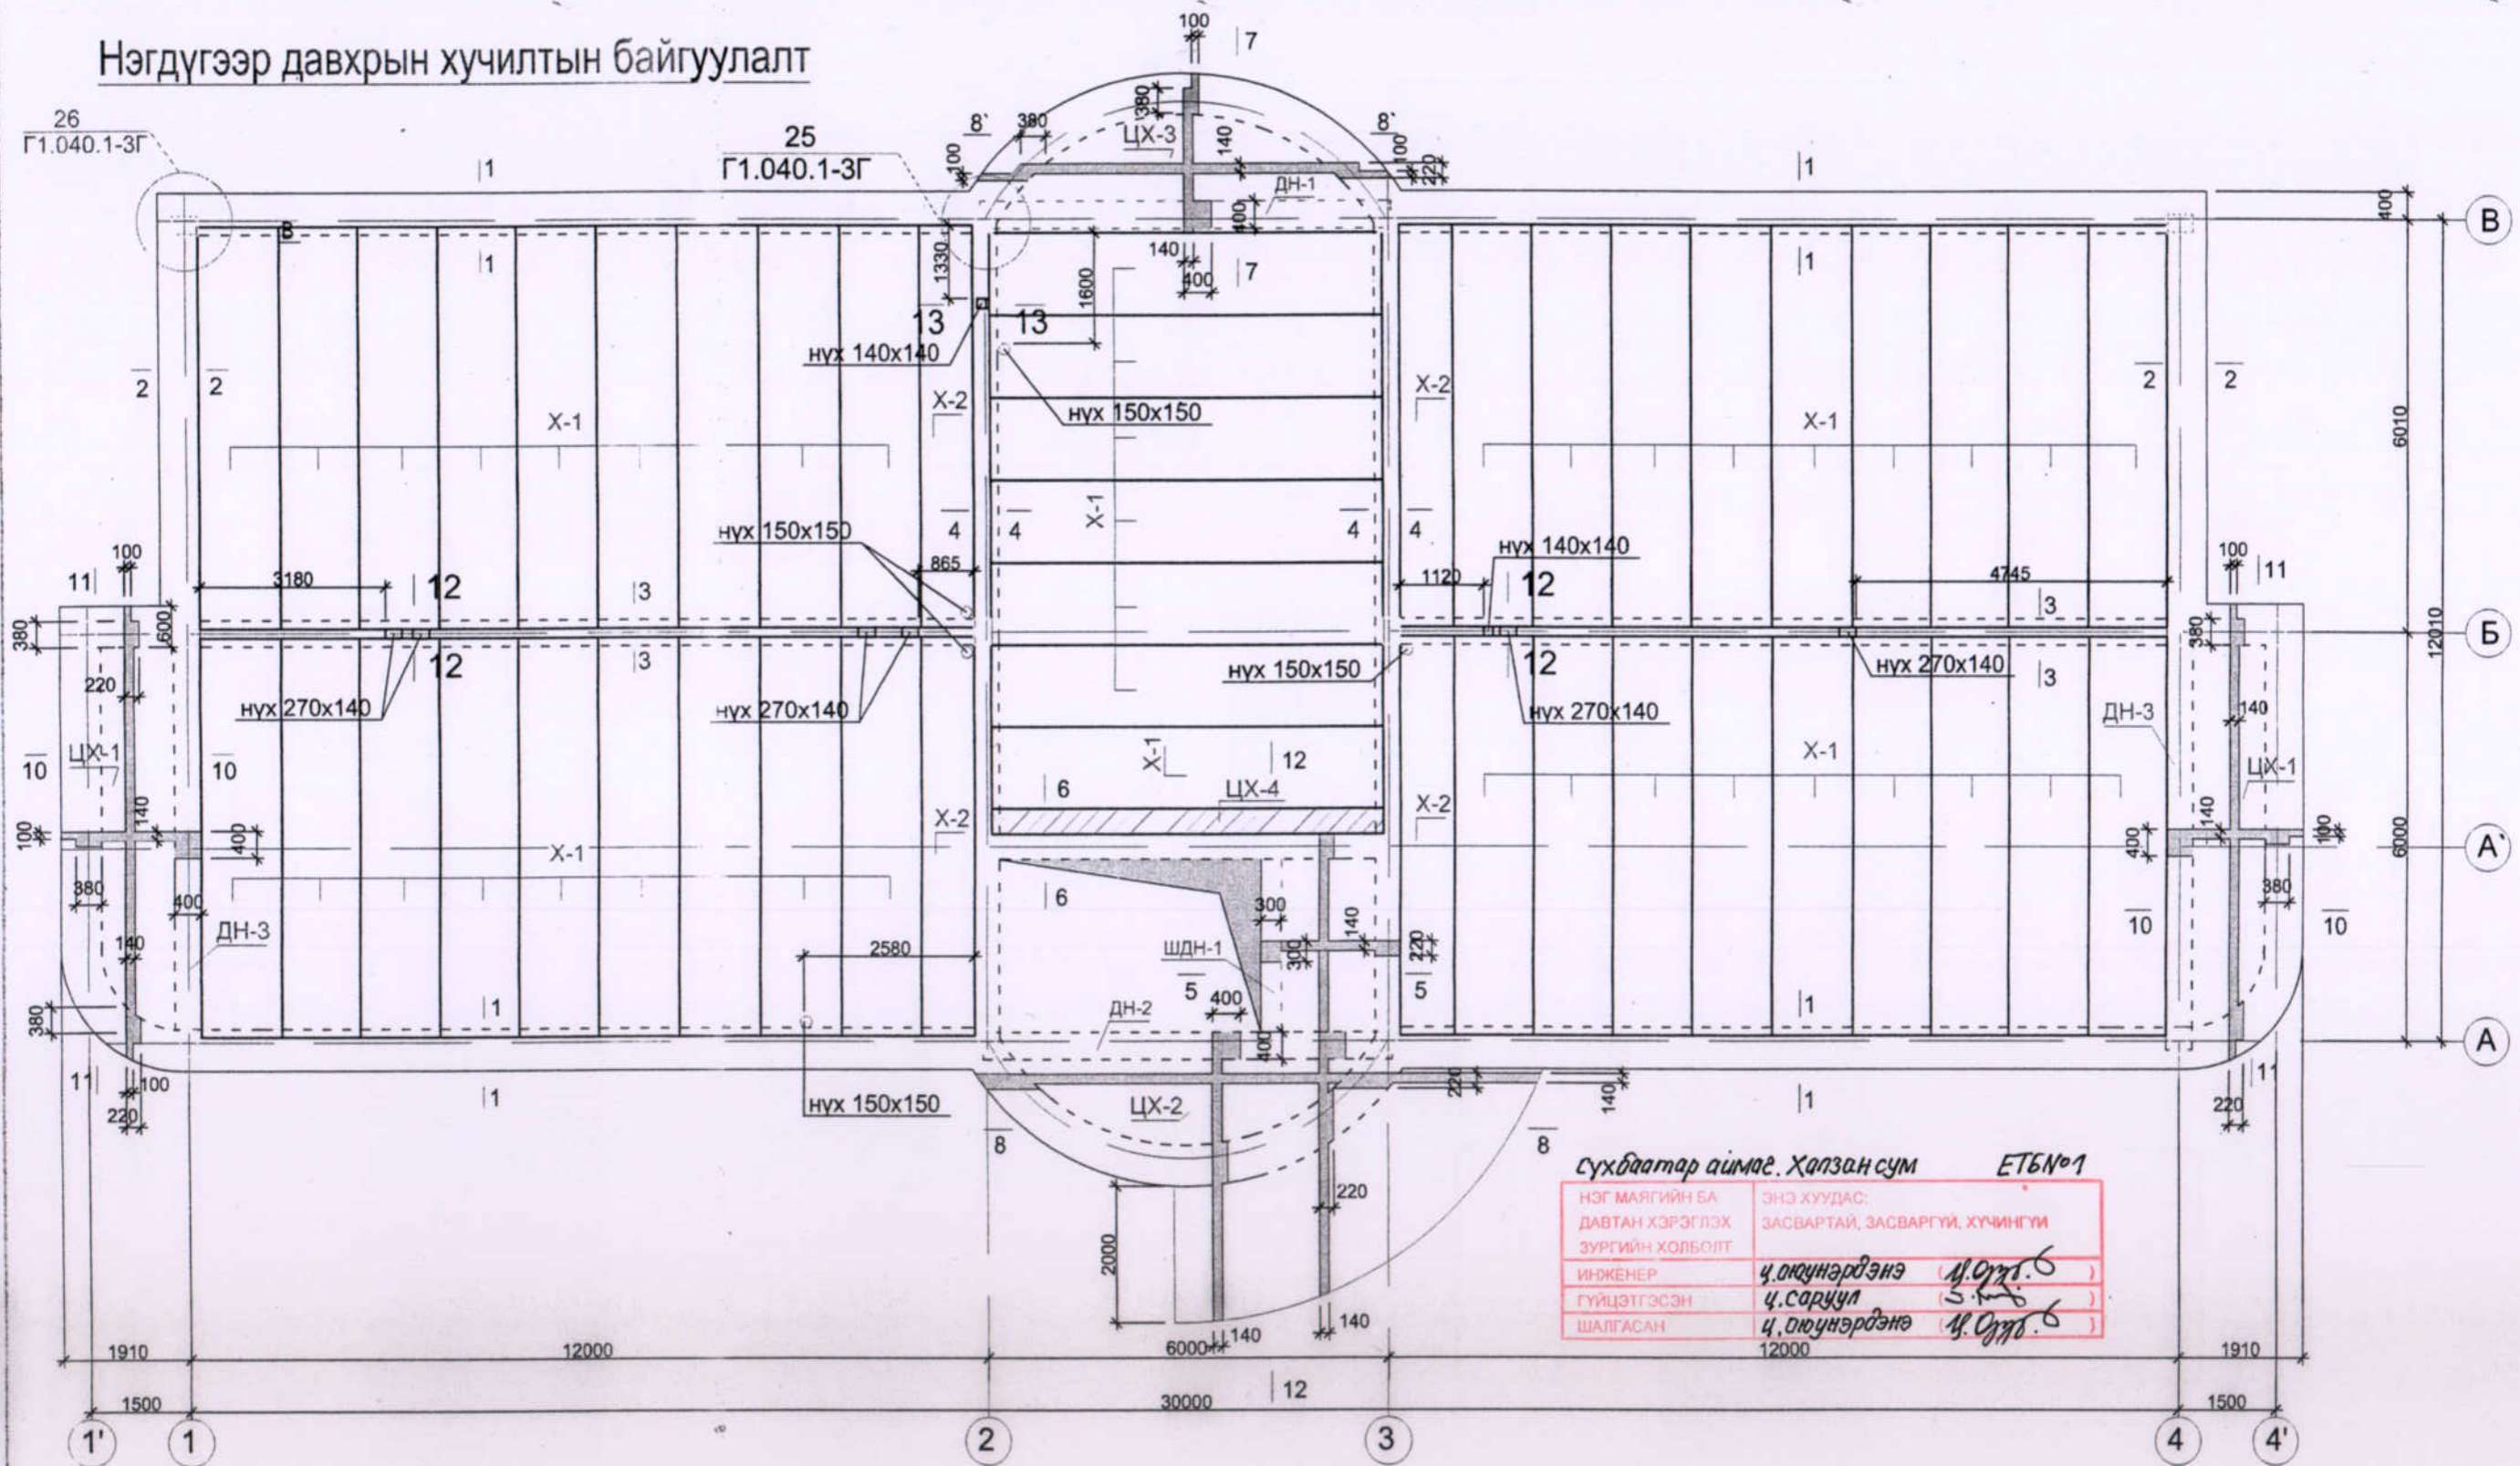 Нэгдүгээр давхрын хучилтын байгуулалт
26
Г1.040.1-3Г
25
Г1.040.1-3Г
100
7
380
8` 380
ЦХ-3
140
8`
100
100
220
ДН-1
400
1
1
400
В
В
1
1
1330
140
400
7
1600
13 13
нүх 140х140
нүх 150х150
2 2
2 2
Х-1
Х-2
Х-2
Х-1
6010
Х-1
4 4
4 4
нүх 150х150
нүх 140х140
865
3180
12
3
1120
12
4745
3
100
11
100
11
380
600
380
Б
12010
12
3
12
3
220
нүх 270х140
нүх 270х140
нүх 150х150
нүх 270х140
нүх 270х140
ДН-3
140
10
ЦХ-1
10
Х-1
12
Х-1
ЦХ-1
6
ЦХ-4
140
100
400
Х-2
Х-2
140
400
100
6000
А`
Х-1
380
400
6
300
140
380
10
10
ДН-3
140
2580
ШДН-1
300
220
5
400
5
380
1
ДН-2
400
1
А
11
100
220
1
нүх 150х150
ЦХ-2
220
140
1
11
220
8
8
220
2000
Сүхбаатар аймаг. Халзан сум ЕТБ№1
НЭГ МАЯГИЙН БА
ДАВТАН ХЭРЭГЛЭХ
ЗУРГИЙН ХОЛБОЛТ
ЭНЭ ХУУДАС:
ЗАСВАРТАЙ, ЗАСВАРГҮЙ, ХҮЧИНГҮЙ
ИНЖЕНЕР Ц.Оюунэрдэнэ
ГҮЙЦЭТГЭСЭН Ц.Саруул
ШАЛГАСАН Ц.Оюунэрдэнэ
1910
12000
6000
140
140
12000
1910
1500
30000
12
1500
1'
1
2
3
4
4'